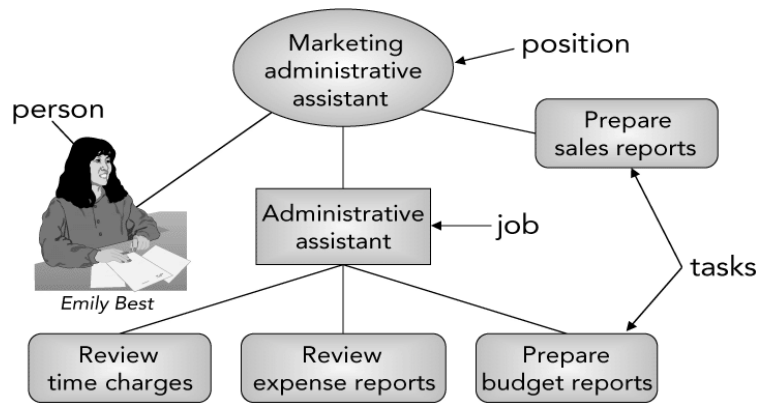 Marketing
administrative
assistant
position
person
Prepare
sales reports
Administrative
assistant
job
tasks
Emily Best
Review
time charges
Review
expense reports
Prepare
budget reports